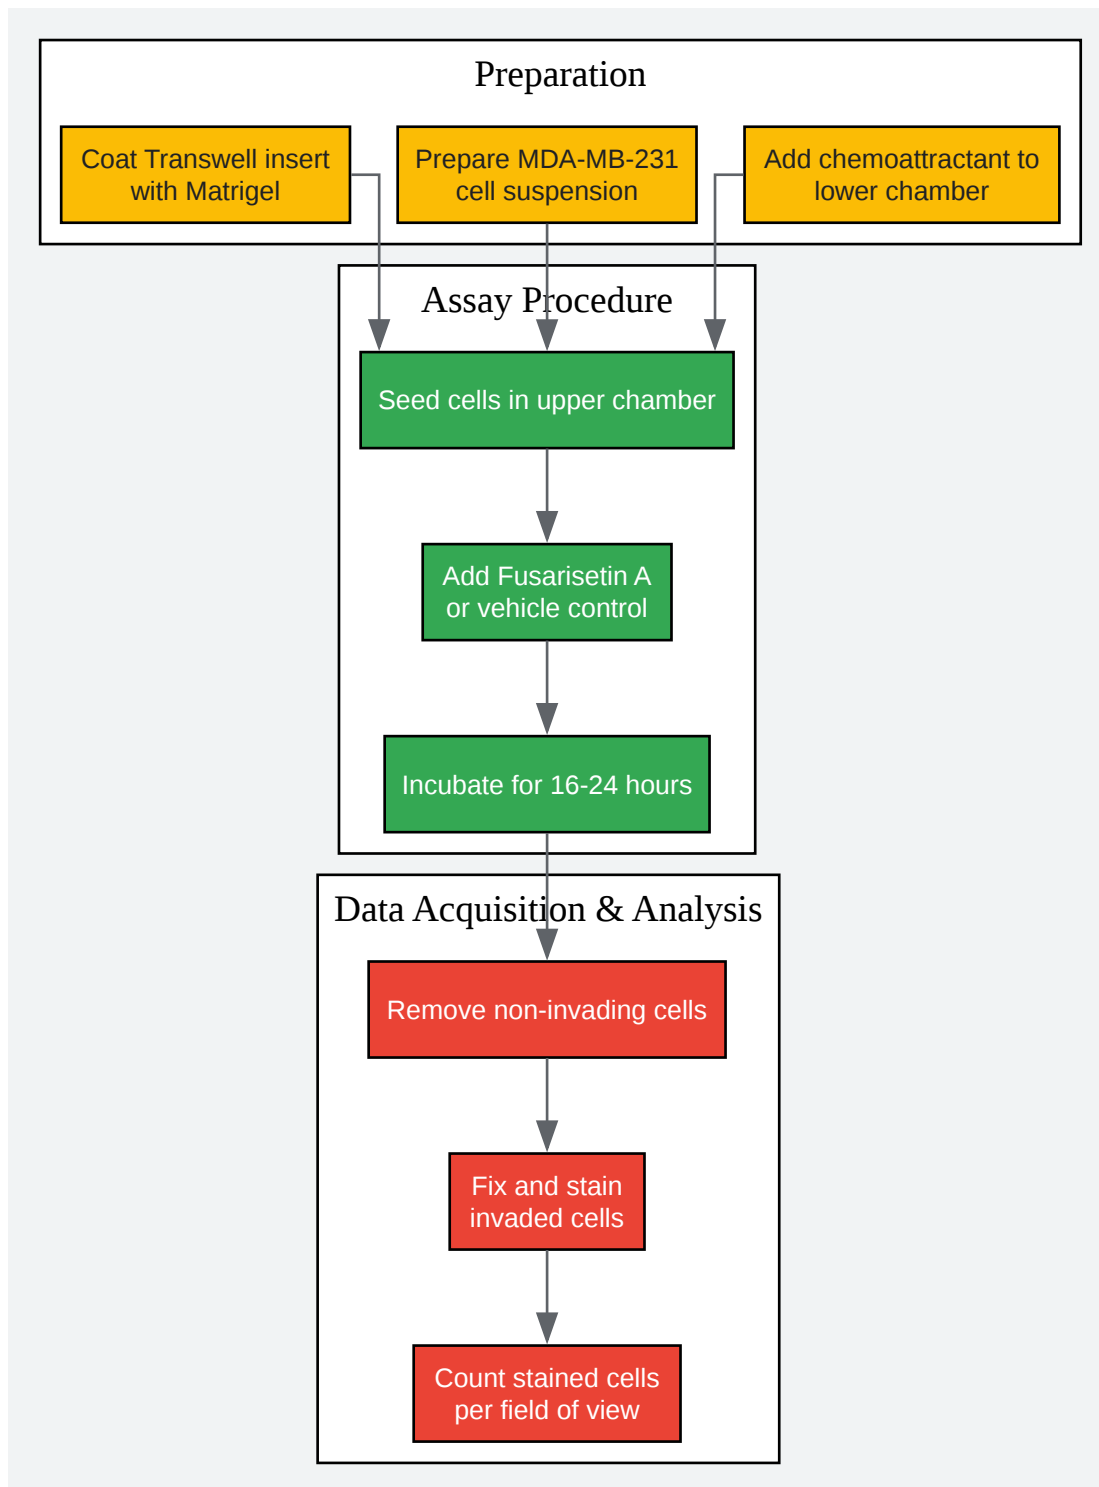 Preparation
Coat Transwell insert
with Matrigel
Prepare MDA-MB-231
cell suspension
Add chemoattractant to
lower chamber
Assay Procedure
Seed cells in upper chamber
Add Fusarisetin A
or vehicle control
Incubate for 16-24 hours
Data Acquisition & Analysis
Remove non-invading cells
Fix and stain
invaded cells
Count stained cells
per field of view